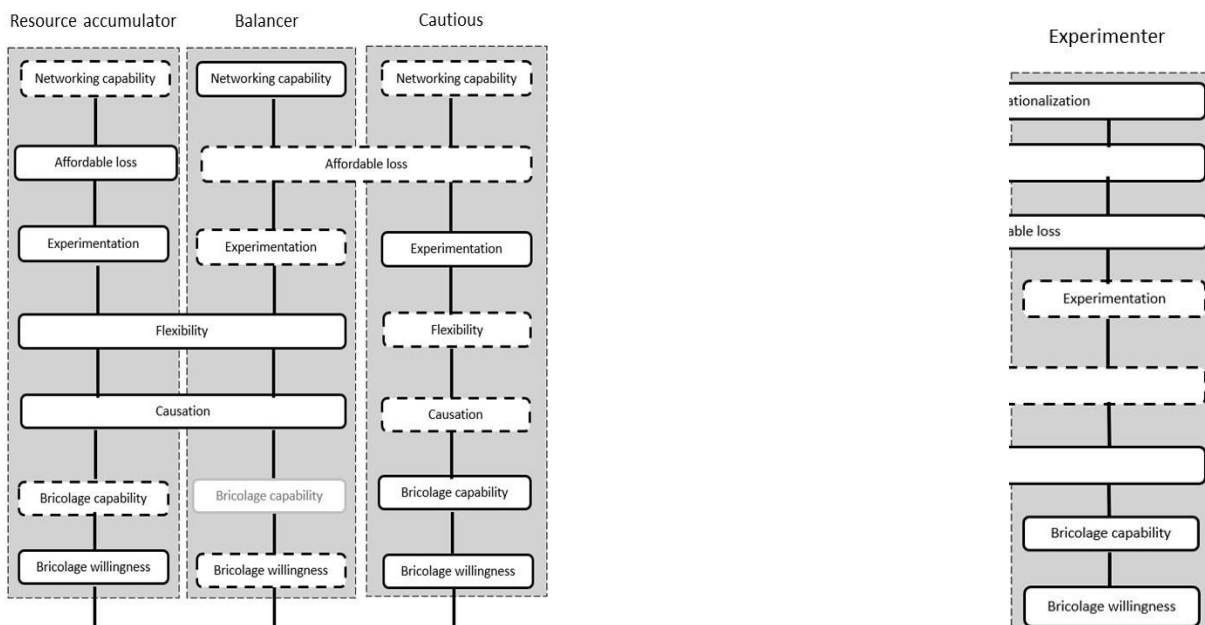 Resource accumulator
Balancer
Cautious
Experimenter
Networking capability
Networking capability
Networking capability
ationalization
Affordable loss
Affordable loss
able loss
Experimentation
Experimentation
Experimentation
Experimentation
Flexibility
Flexibility
Causation
Causation
Bricolage capability
Bricolage capability
Bricolage capability
Bricolage capability
Bricolage willingness
Bricolage willingness
Bricolage willingness
Bricolage willingness